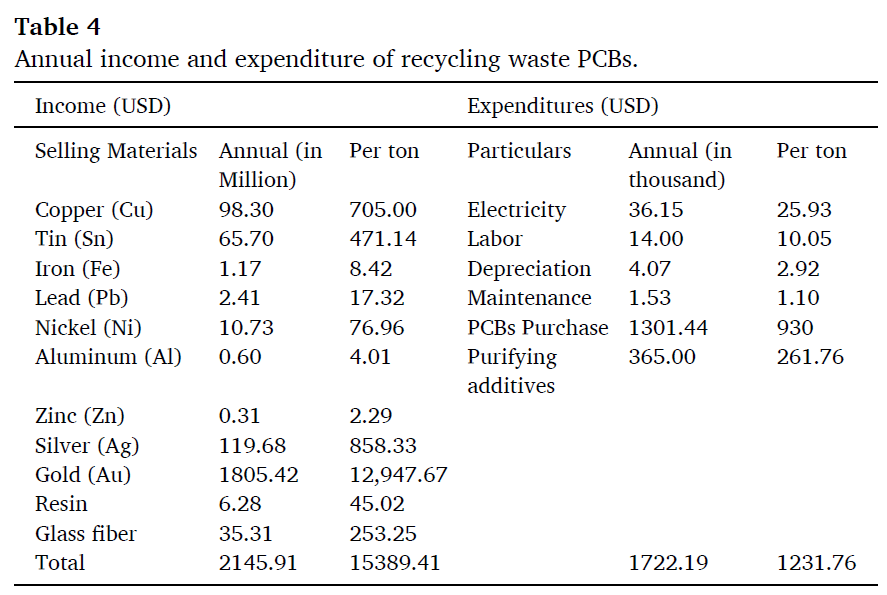 Table 4
Annual income and expenditure of recycling waste PCBs.
Income (USD) Expenditures (USD)
Selling Materials Annual (in Per ton Particulars Annual (in Per ton
Million) thousand)
Copper (Cu) 98.30 705.00 Electricity 36.15 25.93
Tin (Sn) 65.70 471.14 Labor 14.00 10.05
Iron (Fe) 1.17 8.42 Depreciation 4.07 2.92
Lead (Pb) 2.41 17.32 Maintenance 1.53 1.10
Nickel (Ni) 10.73 76.96 PCBs Purchase 1301.44 930
Aluminum (Al) 0.60 4.01 Purifying 365.00 261.76
additives
Zinc (Zn) 0.31 2.29
Silver (Ag) 119.68 858.33
Gold (Au) 1805.42 12,947.67
Resin 6.28 45.02
Glass fiber 35.31 253.25
Total 2145.91 15389.41 1722.19 1231.76